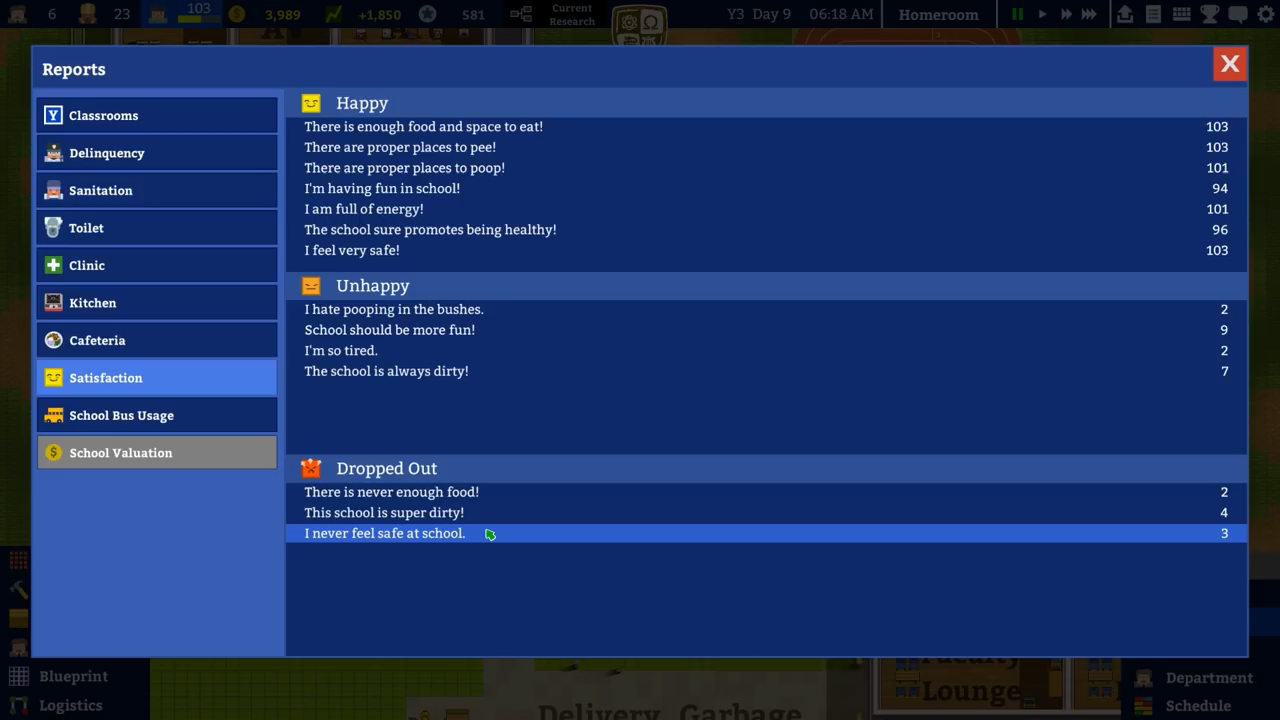 6 23 103 3,989 +1,850 581 Current Research Y3 Day 9 06:18 AM Homeroom
Reports
X
Classrooms
Delinquency
Sanitation
Toilet
Clinic
Kitchen
Cafeteria
Satisfaction
School Bus Usage
School Valuation
Happy
There is enough food and space to eat! 103
There are proper places to pee! 103
There are proper places to poop! 101
I'm having fun in school! 94
I am full of energy! 101
The school sure promotes being healthy! 96
I feel very safe! 103
Unhappy
I hate pooping in the bushes. 2
School should be more fun! 9
I'm so tired. 2
The school is always dirty! 7
Dropped Out
There is never enough food! 2
This school is super dirty! 4
I never feel safe at school. 3
Blueprint
Logistics
Delivery Garbage
Faculty
Lounge
Department
Schedule